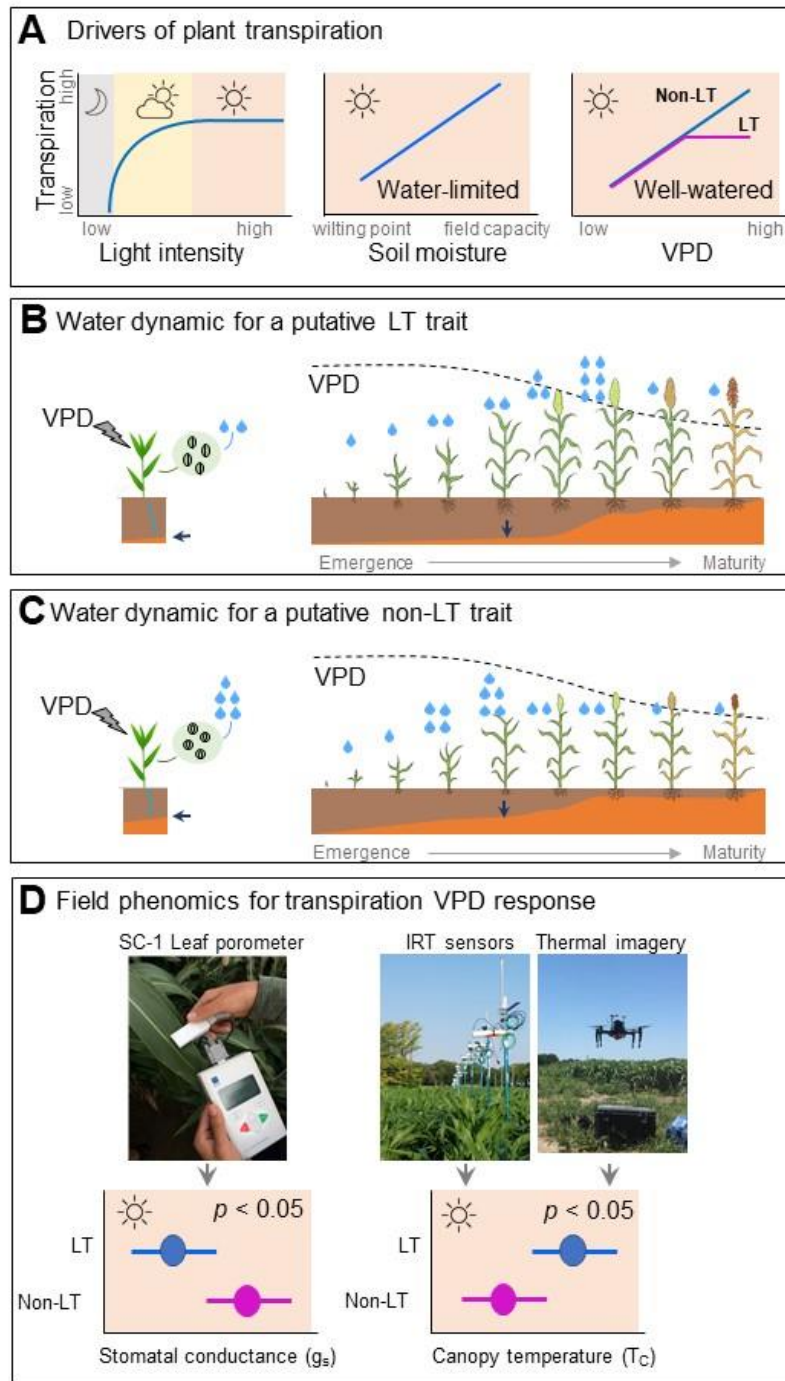 A Drivers of plant transpiration
Transpiration
high
low
low
high
Light intensity
Water-limited
wilting point
field capacity
Soil moisture
Non-LT
LT
Well-watered
low
high
VPD
B Water dynamic for a putative LT trait
VPD
VPD
Emergence
Maturity
C Water dynamic for a putative non-LT trait
VPD
VPD
Emergence
Maturity
D Field phenomics for transpiration VPD response
SC-1 Leaf porometer
IRT sensors
Thermal imagery
p < 0.05
LT
Non-LT
Stomatal conductance (gs)
p < 0.05
LT
Non-LT
Canopy temperature (TC)